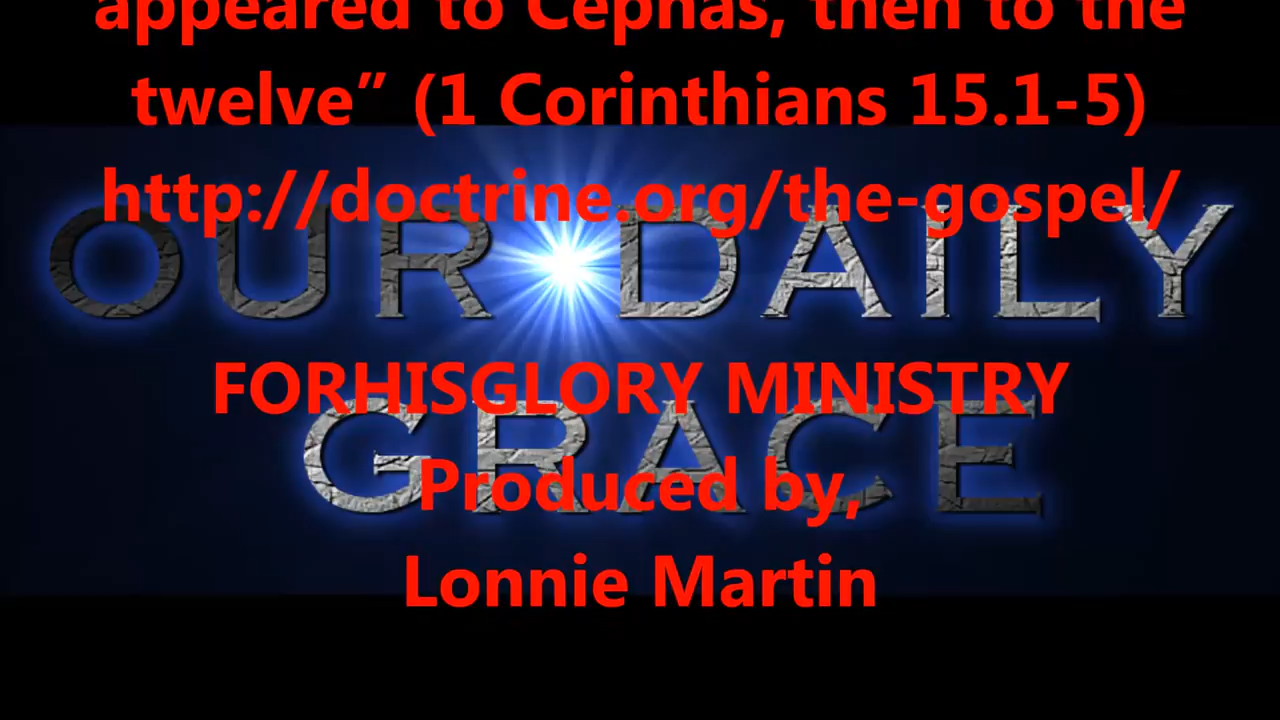 appeared to Cephas, then to the
twelve” (1 Corinthians 15.1-5)
http://doctrine.org/the-gospel/
OUR DAILY
FORHISGLORY MINISTRY
GRACE
Produced by,
Lonnie Martin